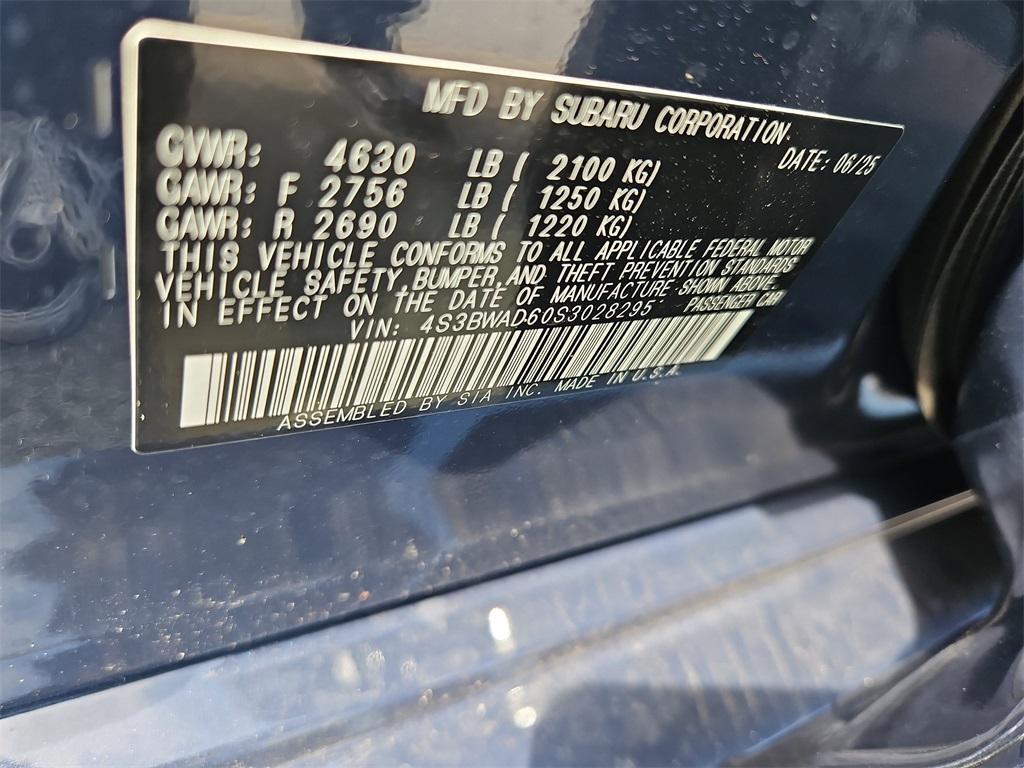 MFD BY SUBARU CORPORATION
DATE: 06/25
GVWR: 4630 LB ( 2100 KG)
GAWR: F 2756 LB ( 1250 KG)
GAWR: R 2690 LB ( 1220 KG)
THIS VEHICLE CONFORMS TO ALL APPLICABLE FEDERAL MOTOR
VEHICLE SAFETY, BUMPER, AND THEFT PREVENTION STANDARDS
IN EFFECT ON THE DATE OF MANUFACTURE SHOWN ABOVE.
VIN: 4S3BWAD60S3028295 PASSENGER CAR
ASSEMBLED BY SIA INC. MADE IN U.S.A.